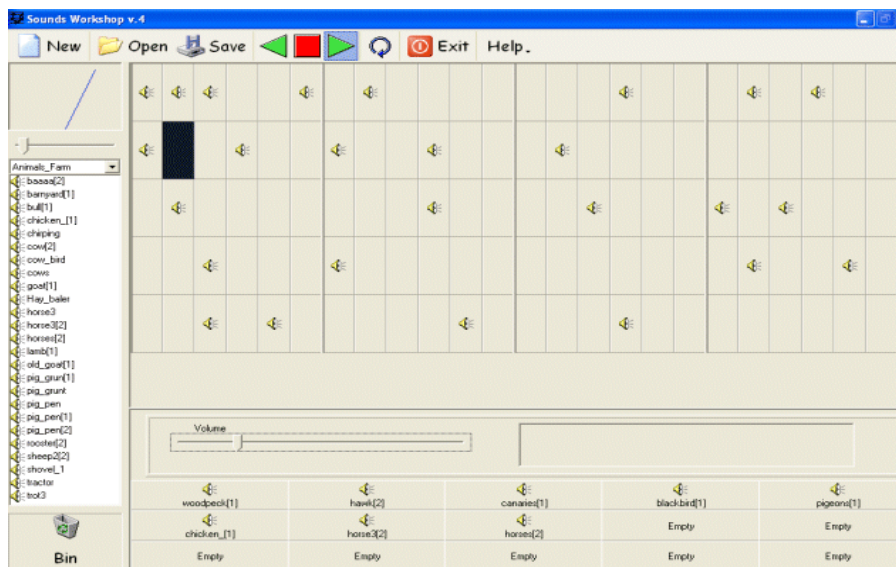 Sounds Workshop v.4
New Open Save Exit Help.
Animals_Farm
baaaa[2]
barnyard[1]
bull[1]
chicken_[1]
chirping
cow[2]
cow_bird
cows
goat[1]
Hay_baler
horse3
horse3[2]
horses[2]
lamb[1]
old_goat[1]
pig_grun[1]
pig_grunt
pig_pen
pig_pen[1]
pig_pen[2]
rooster[2]
sheep2[2]
shovel_1
tractor
trot3
Bin
Volume
woodpeck[1] hawk[2] canaries[1] blackbird[1] pigeons[1]
chicken_[1] horse3[2] horses[2] Empty Empty
Empty Empty Empty Empty Empty